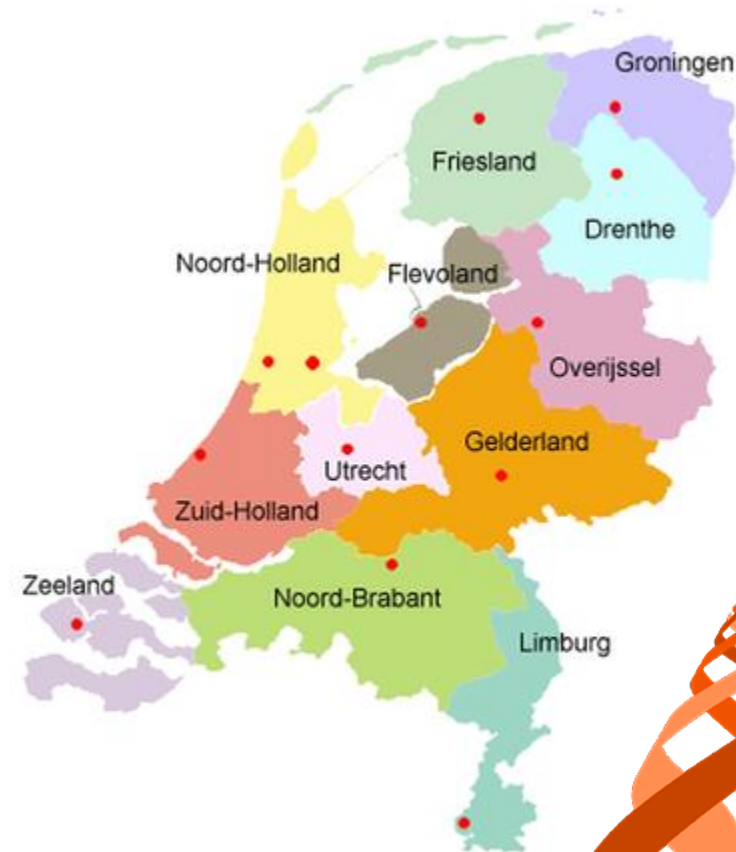 Groningen
Friesland
Drenthe
Noord-Holland
Flevoland
Overijssel
Gelderland
Utrecht
Zuid-Holland
Zeeland
Noord-Brabant
Limburg